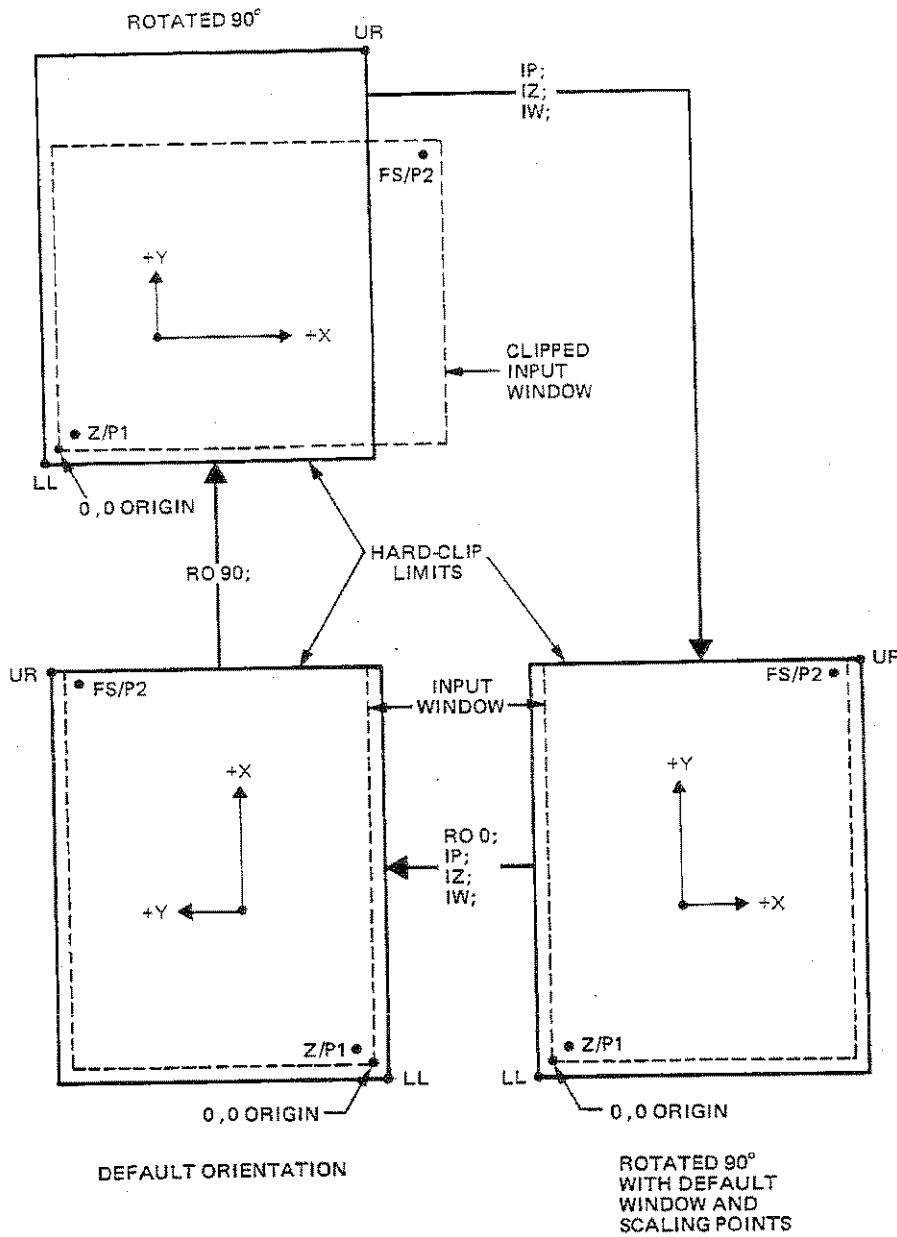 ROTATED 90°
UR
IP;
IZ;
IW;
FS/P2
+Y
+X
CLIPPED
INPUT
WINDOW
Z/P1
LL
0,0 ORIGIN
HARD-CLIP
LIMITS
RO 90;
UR
FS/P2
INPUT
WINDOW
FS/P2
UR
+X
+Y
RO 0;
IP;
IZ;
IW;
+Y
+X
Z/P1
LL
0,0 ORIGIN
Z/P1
LL
0,0 ORIGIN
DEFAULT ORIENTATION
ROTATED 90°
WITH DEFAULT
WINDOW AND
SCALING POINTS